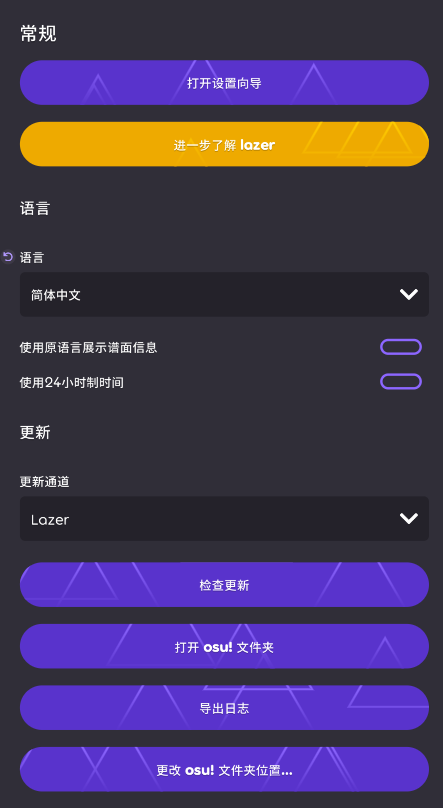 常规
打开设置向导
进一步了解 lazer
语言
语言
简体中文
使用原语言展示谱面信息
使用24小时制时间
更新
更新通道
Lazer
检查更新
打开 osu! 文件夹
导出日志
更改 osu! 文件夹位置...